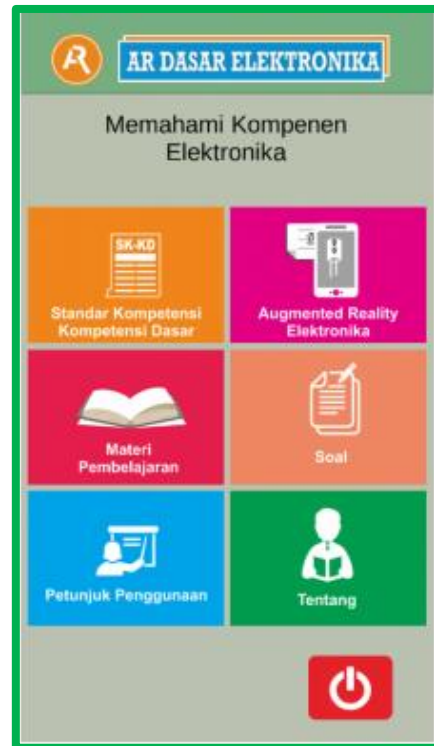 AR
AR DASAR ELEKTRONIKA
Memahami Kompenen
Elektronika
SK-KD
Standar Kompetensi
Kompetensi Dasar
Augmented Reality
Elektronika
Materi
Pembelajaran
Soal
Petunjuk Penggunaan
Tentang